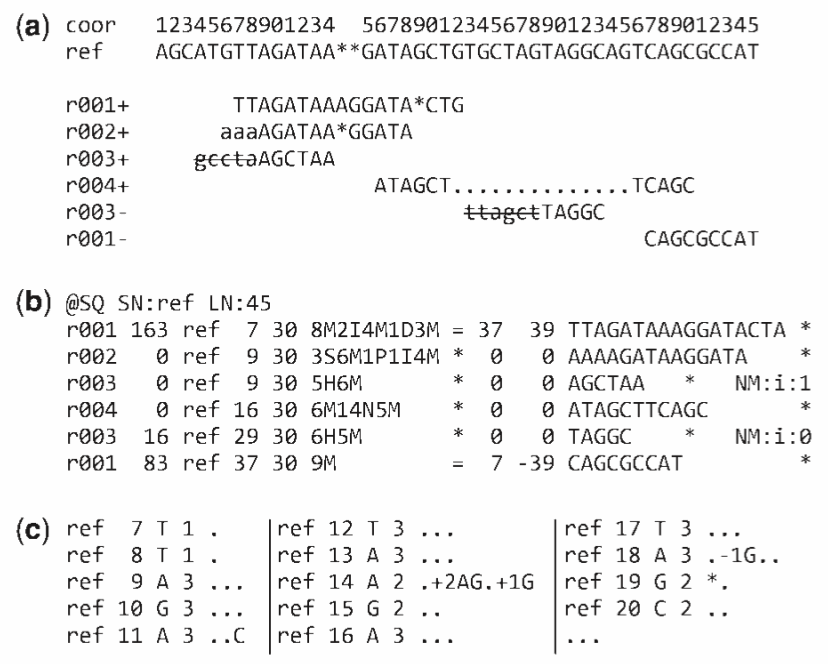 (a) coor 12345678901234  5678901234567890123456789012345
ref AGCATGTTAGATAA**GATAGCTGTGCTAGTAGGCAGTCAGCGCCAT
r001+ TTAGATAAAGGATA*CTG
r002+ aaaAGATAA*GGATA
r003+ gcctaAGCTAA
r004+ ATAGCT..............TCAGC
r003- ttagctTAGGC
r001- CAGCGCCAT
(b) @SQ SN:ref LN:45
r001 163 ref 7 30 8M2I4M1D3M = 37 39 TTAGATAAAGGATACTA *
r002 0 ref 9 30 3S6M1P1I4M * 0 0 AAAAGATAAGGATA *
r003 0 ref 9 30 5H6M * 0 0 AGCTAA * NM:i:1
r004 0 ref 16 30 6M14N5M * 0 0 ATAGCTTCAGC *
r003 16 ref 29 30 6H5M * 0 0 TAGGC * NM:i:0
r001 83 ref 37 30 9M = 7 -39 CAGCGCCAT *
(c) ref 7 T 1 .
ref 8 T 1 .
ref 9 A 3 ...
ref 10 G 3 ...
ref 11 A 3 ..C
ref 12 T 3 ...
ref 13 A 3 ...
ref 14 A 2 .+2AG.+1G
ref 15 G 2 ..
ref 16 A 3 ...
ref 17 T 3 ...
ref 18 A 3 .-1G..
ref 19 G 2 *.
ref 20 C 2 ..
...